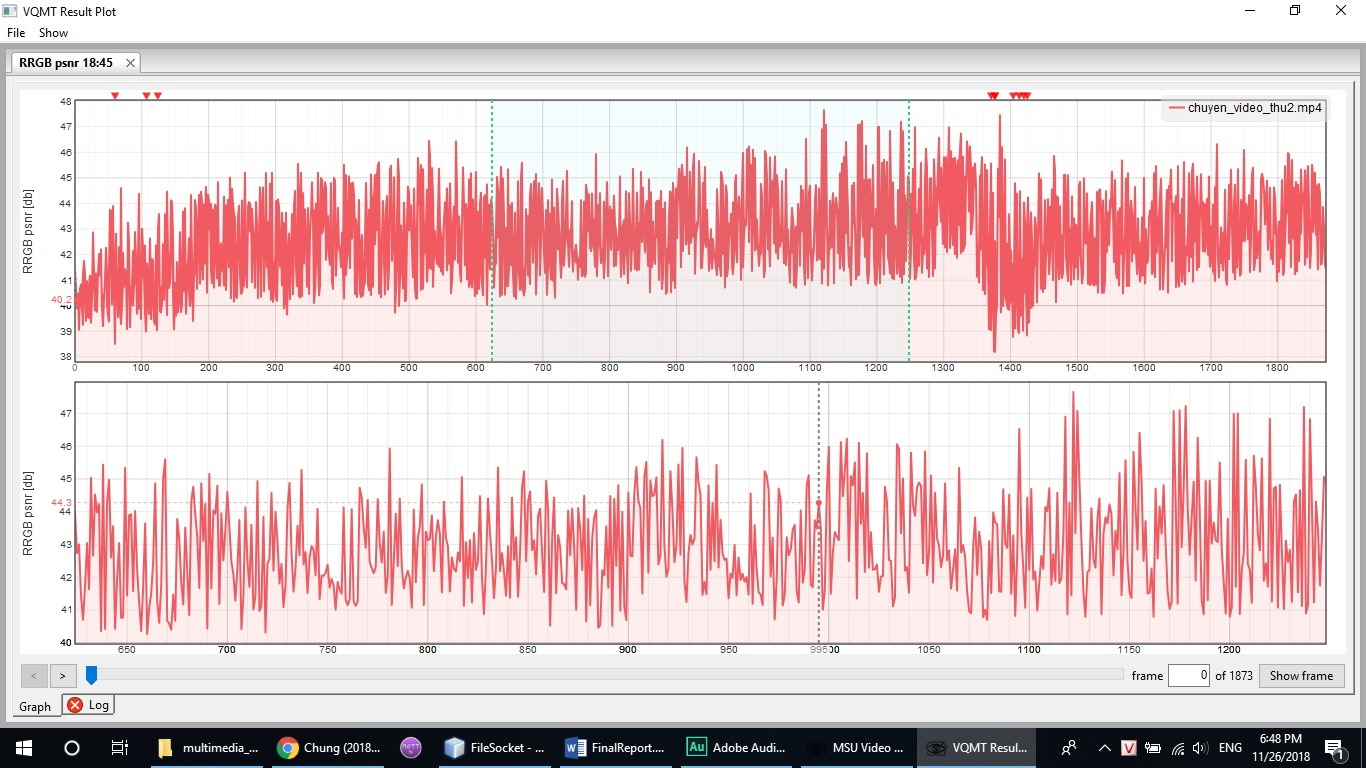 VQMT Result Plot
File Show
RRGB psnr 18:45
chuyen_video_thu2.mp4
RRGB psnr [db]
48
47
46
45
44
43
42
41
40.2
40
39
38
0 100 200 300 400 500 600 700 800 900 1000 1100 1200 1300 1400 1500 1600 1700 1800
RRGB psnr [db]
47
46
45
44.3
44
43
42
41
40
650 700 750 800 850 900 950 995 1050 1100 1150 1200
< > frame 0 of 1873 Show frame
Graph Log
multimedia_... Chung (2018... FileSocket - ... FinalReport.... Au Adobe Audi... MSU Video ... VQMT Resul... V ENG 6:48 PM
11/26/2018 1